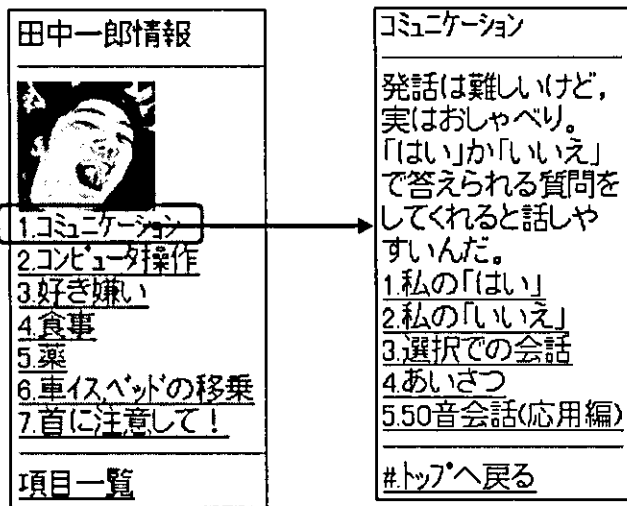 田中一郎情報
1.コミュニケーション
2.コンピュータ操作
3.好き嫌い
4.食事
5.薬
6.車イス,ベッドの移乗
7.首に注意して！
項目一覧
コミュニケーション
発話は難しいけど，
実はおしゃべり。
「はい」か「いいえ」
で答えられる質問を
してくれると話しや
すいんだ。
1.私の「はい」
2.私の「いいえ」
3.選択での会話
4.あいさつ
5.50音会話(応用編)
#.トップへ戻る